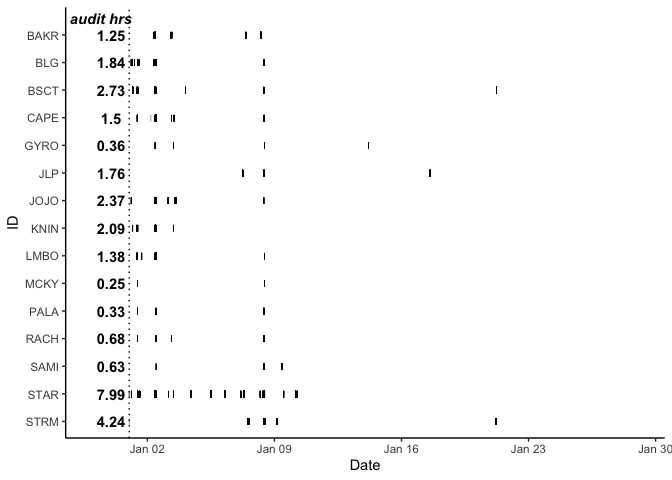 audit hrs
BAKR 1.25
BLG 1.84
BSCT 2.73
CAPE 1.5
GYRO 0.36
JLP 1.76
JOJO 2.37
KNIN 2.09
LMBO 1.38
MCKY 0.25
PALA 0.33
RACH 0.68
SAMI 0.63
STAR 7.99
STRM 4.24
ID
Jan 02 Jan 09 Jan 16 Jan 23 Jan 30
Date